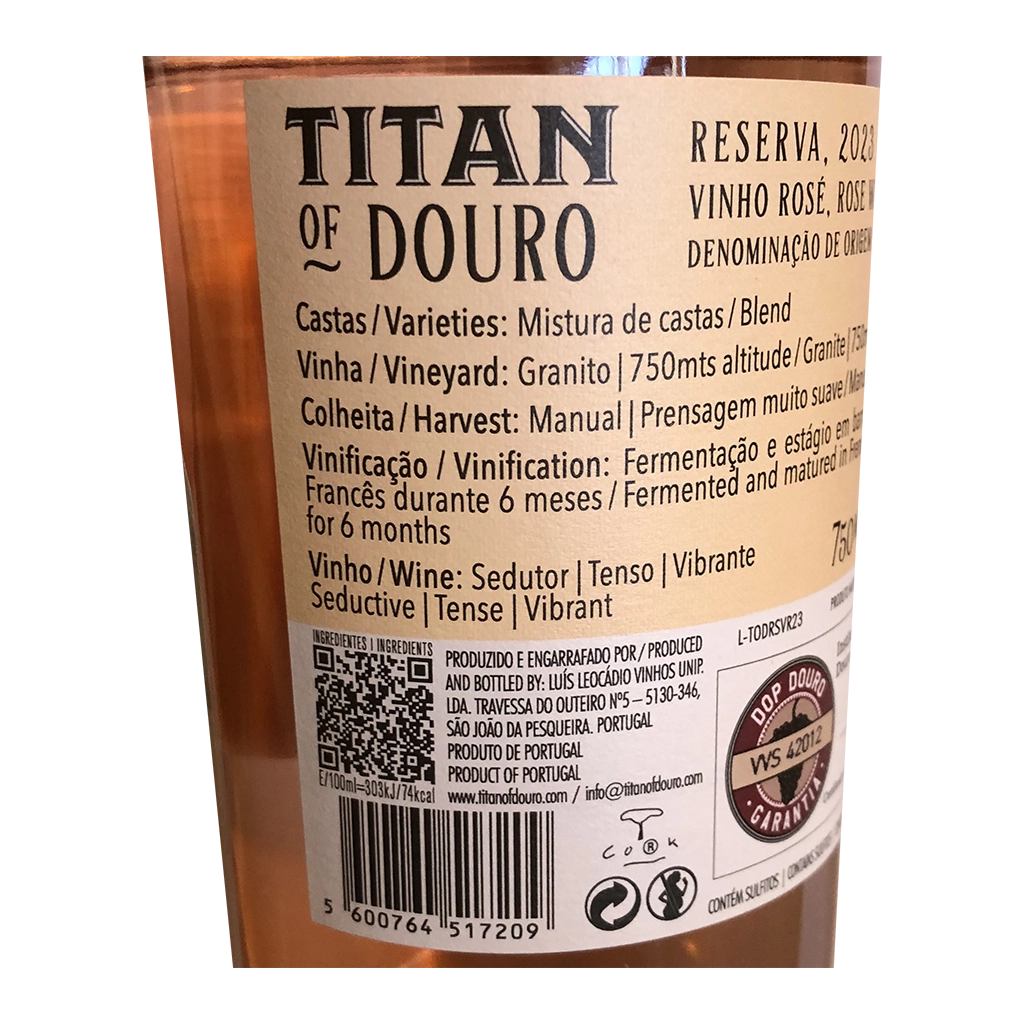 TITAN
OF DOURO
RESERVA, 2023
VINHO ROSÉ, ROSE
DENOMINAÇÃO DE ORIGEM
Castas / Varieties: Mistura de castas / Blend
Vinha / Vineyard: Granito | 750mts altitude / Granite |
Colheita / Harvest: Manual | Prensagem muito suave /
Vinificação / Vinification: Fermentação e estágio em
Francês durante 6 meses / Fermented and matured in
for 6 months
Vinho / Wine: Sedutor | Tenso | Vibrante
Seductive | Tense | Vibrant
INGREDIENTES | INGREDIENTS
E/100ml=303kJ/74kcal
PRODUZIDO E ENGARRAFADO POR / PRODUCED
AND BOTTLED BY: LUÍS LEOCÁDIO VINHOS UNIP.
LDA. TRAVESSA DO OUTEIRO Nº5 – 5130-346,
SÃO JOÃO DA PESQUEIRA. PORTUGAL
PRODUTO DE PORTUGAL
PRODUCT OF PORTUGAL
www.titanofdouro.com / info@titanofdouro.com
L-TODRSVR23
PRODUTO
DOP DOURO
VVS 42012
GARANTIA
CORK ®
CONTÉM SULFITOS | CONTAINS
5 600764 517209